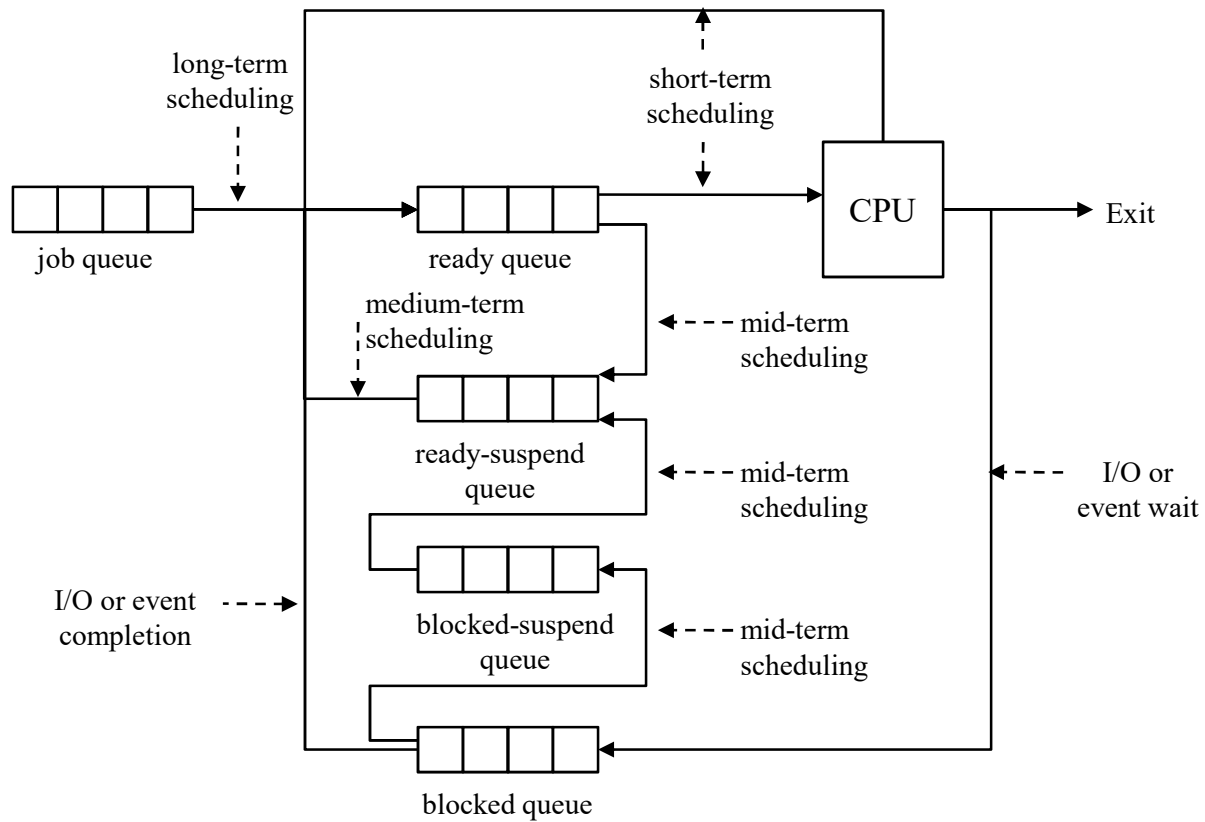 long-term
scheduling
short-term
scheduling
CPU
Exit
job queue
ready queue
medium-term
scheduling
mid-term
scheduling
ready-suspend
queue
mid-term
scheduling
I/O or
event wait
I/O or event
completion
blocked-suspend
queue
mid-term
scheduling
blocked queue